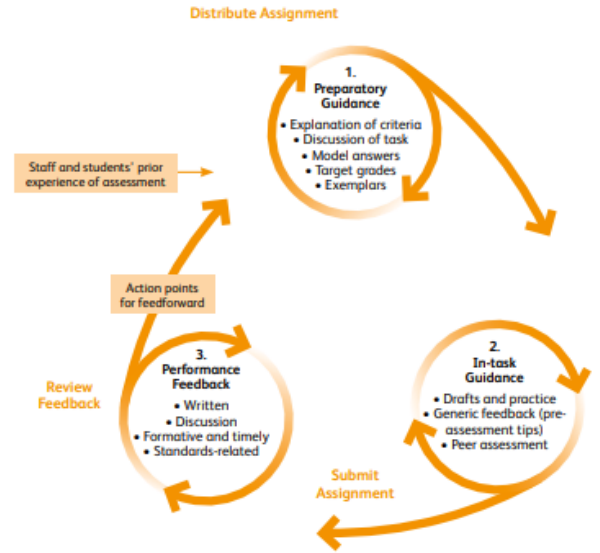 Distribute Assignment
1.
Preparatory
Guidance
• Explanation of criteria
• Discussion of task
• Model answers
• Target grades
• Exemplars
Staff and students' prior
experience of assessment
Action points
for feedforward
2.
In-task
Guidance
• Drafts and practice
• Generic feedback (pre-
assessment tips)
• Peer assessment
3.
Performance
Feedback
• Written
• Discussion
• Formative and timely
• Standards-related
Review
Feedback
Submit
Assignment